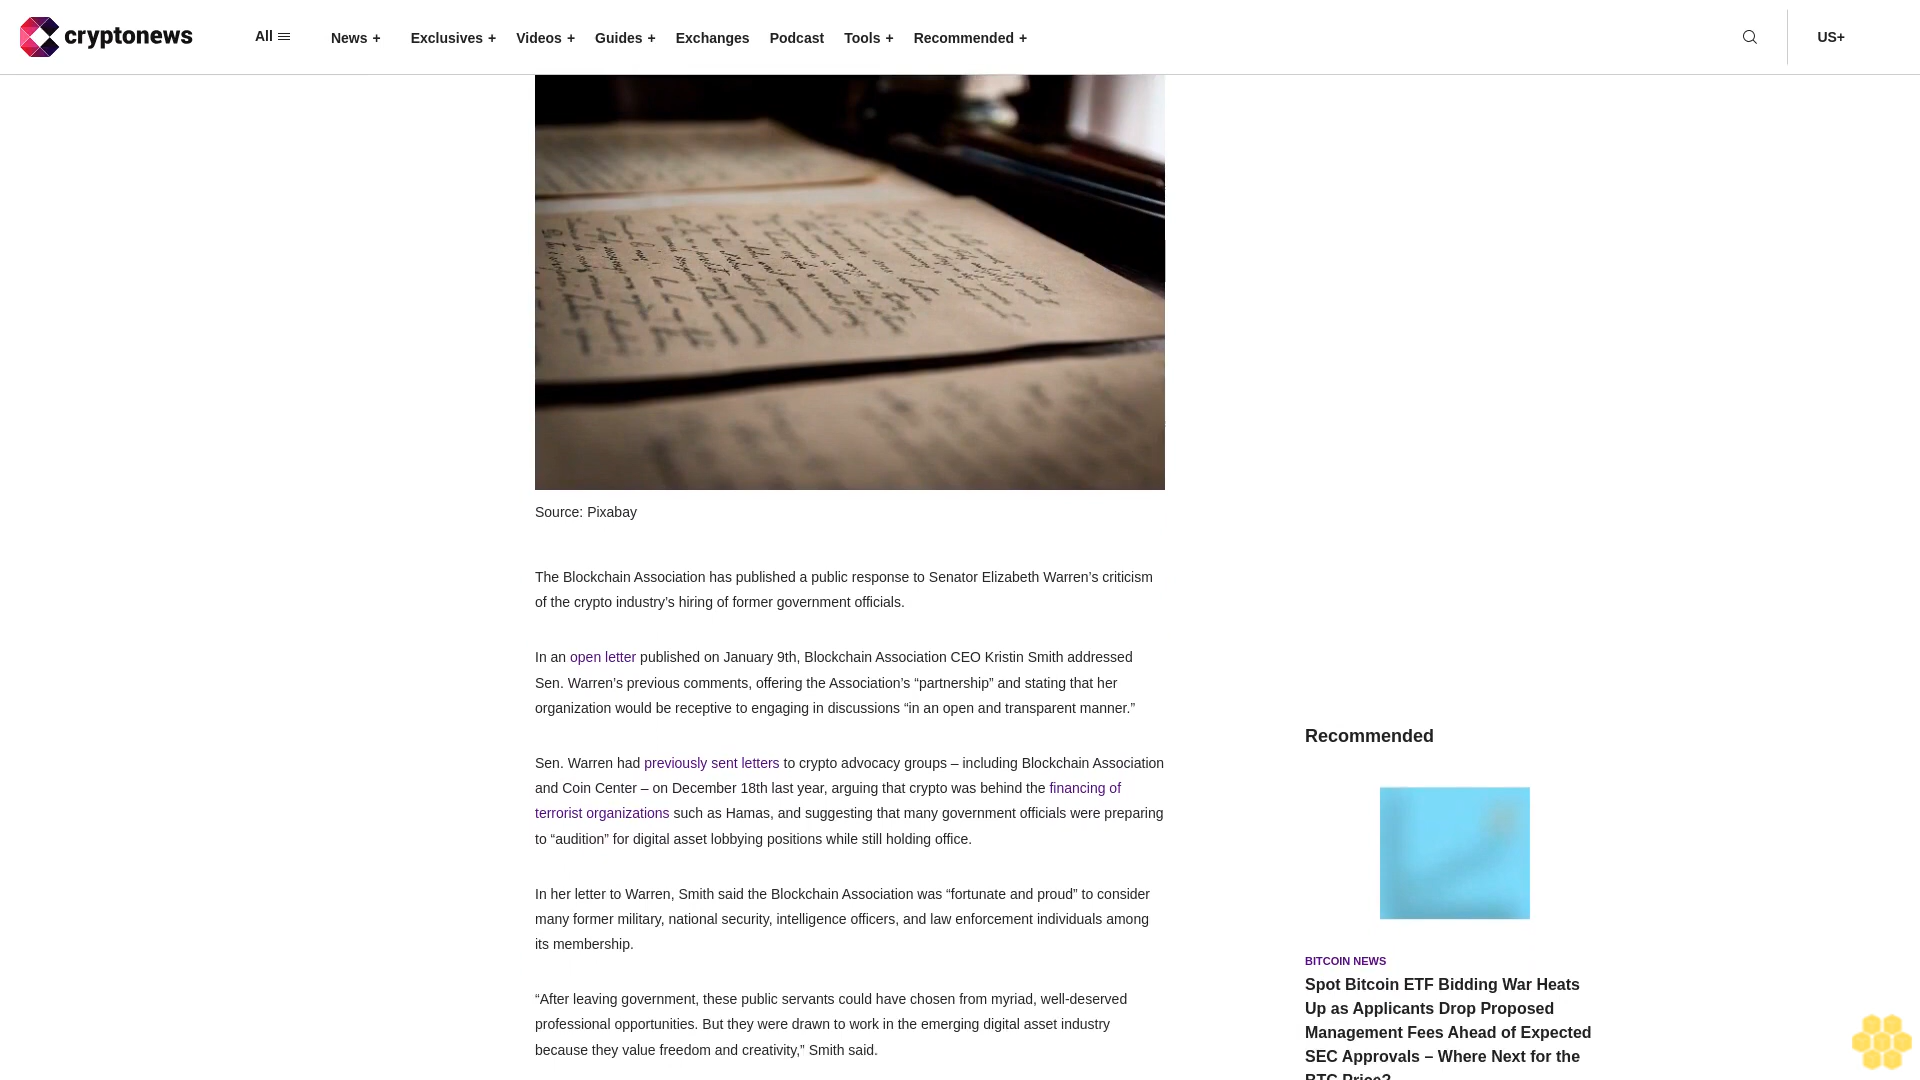 cryptonews
All
News +
Exclusives +
Videos +
Guides +
Exchanges
Podcast
Tools +
Recommended +
US+
Source: Pixabay
The Blockchain Association has published a public response to Senator Elizabeth Warren’s criticism
of the crypto industry’s hiring of former government officials.
In an open letter published on January 9th, Blockchain Association CEO Kristin Smith addressed
Sen. Warren’s previous comments, offering the Association’s “partnership” and stating that her
organization would be receptive to engaging in discussions “in an open and transparent manner.”
Sen. Warren had previously sent letters to crypto advocacy groups – including Blockchain Association
and Coin Center – on December 18th last year, arguing that crypto was behind the financing of
terrorist organizations such as Hamas, and suggesting that many government officials were preparing
to “audition” for digital asset lobbying positions while still holding office.
In her letter to Warren, Smith said the Blockchain Association was “fortunate and proud” to consider
many former military, national security, intelligence officers, and law enforcement individuals among
its membership.
“After leaving government, these public servants could have chosen from myriad, well-deserved
professional opportunities. But they were drawn to work in the emerging digital asset industry
because they value freedom and creativity,” Smith said.
Recommended
BITCOIN NEWS
Spot Bitcoin ETF Bidding War Heats
Up as Applicants Drop Proposed
Management Fees Ahead of Expected
SEC Approvals – Where Next for the
BTC Price?